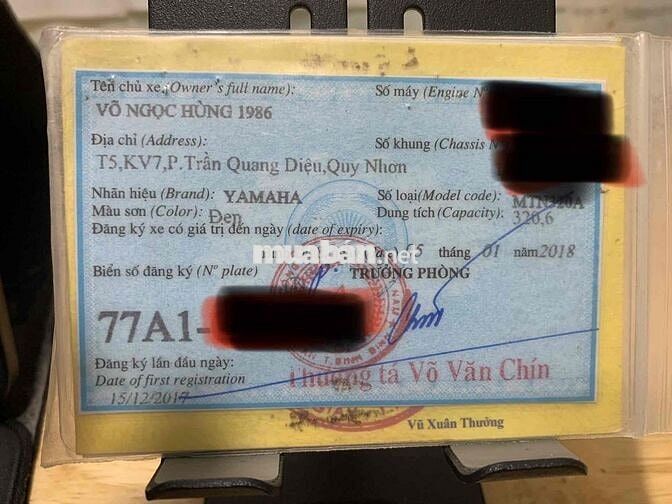 Tên chủ xe (Owner's full name):
VÕ NGỌC HÙNG 1986
Số máy (Engine N
Địa chỉ (Address):
T5,KV7,P.Trần Quang Diệu,Quy Nhơn
Số khung (Chassis N
Nhãn hiệu (Brand): YAMAHA
Số loại(Model code): MTN320A
Màu sơn (Color): Đen
Dung tích (Capacity): 320,6
Đăng ký xe có giá trị đến ngày (date of expiry):
muaban.net
tháng 01 năm 2018
Biển số đăng ký (Nº plate)
TRƯỞNG PHÒNG
77A1-
Đăng ký lần đầu ngày:
Date of first registration
15/12/2017
Thượng tá Võ Văn Chín
Vũ Xuân Thưởng